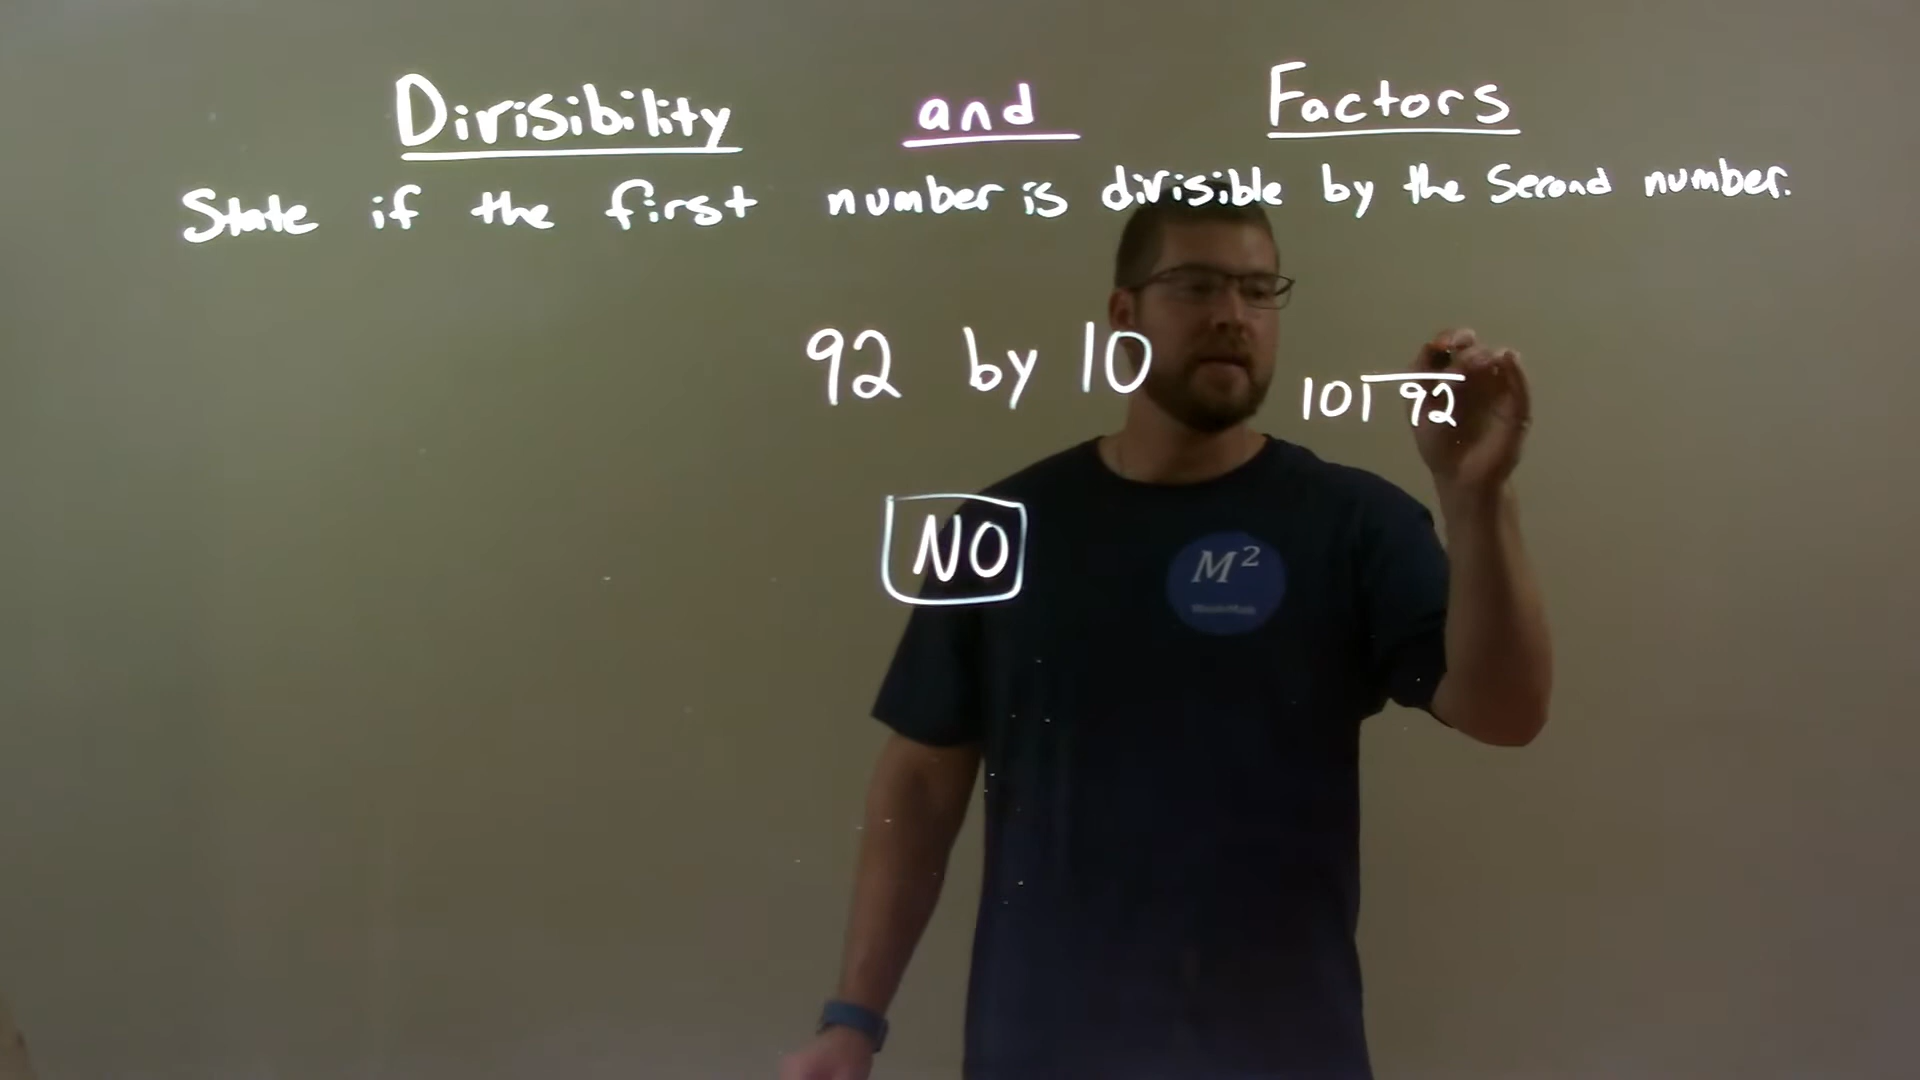 Divisibility and Factors
State if the first number is divisible by the Second number.
92 by 10
10 92
NO
M²